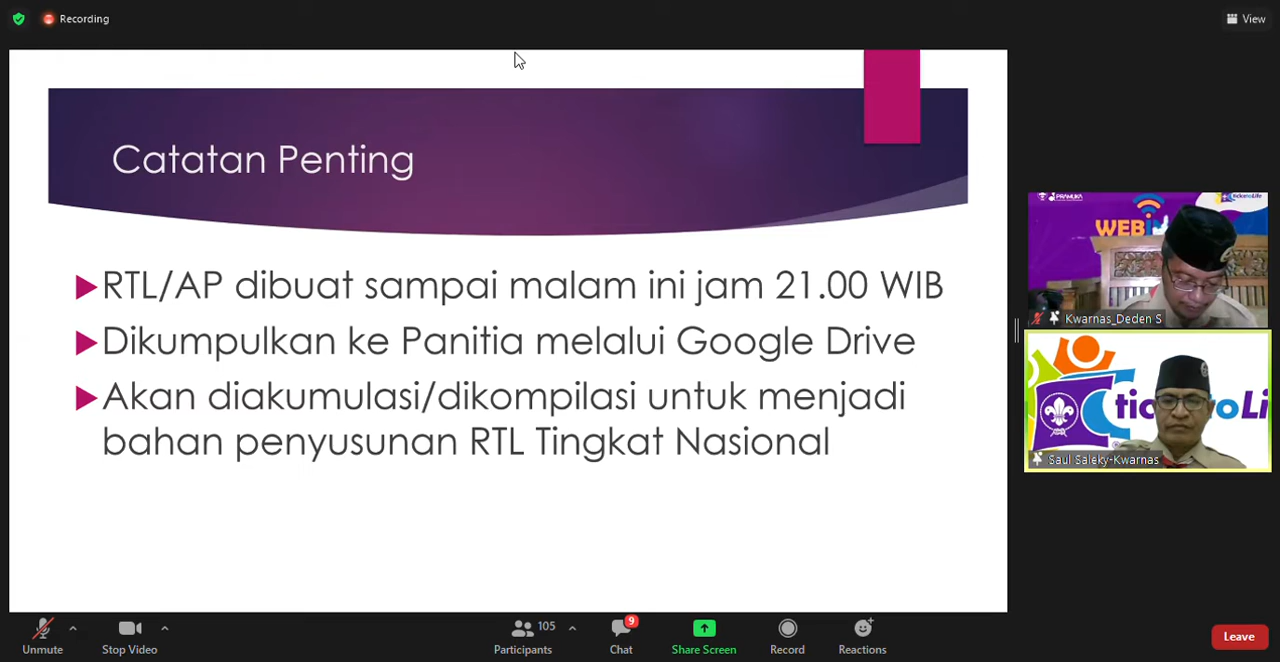 Recording
View
Catatan Penting
RTL/AP dibuat sampai malam ini jam 21.00 WIB
Dikumpulkan ke Panitia melalui Google Drive
Akan diakumulasi/dikompilasi untuk menjadi
bahan penyusunan RTL Tingkat Nasional
PRAMUKA
WEBI
Kwarnas_Deden S
Saul Saleky-Kwarnas
Unmute
Stop Video
105
Participants
9
Chat
Share Screen
Record
Reactions
Leave